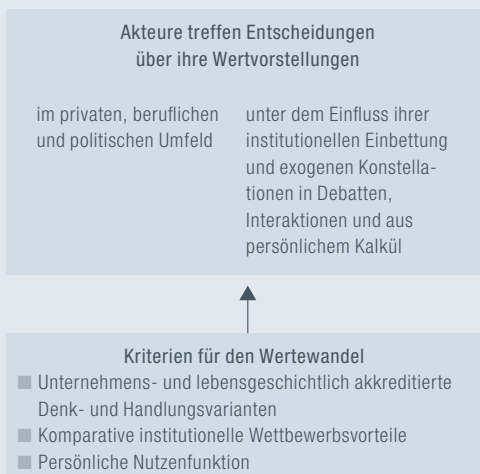 Akteure treffen Entscheidungen
über ihre Wertvorstellungen
im privaten, beruflichen
und politischen Umfeld
unter dem Einfluss ihrer
institutionellen Einbettung
und exogenen Konstella-
tionen in Debatten,
Interaktionen und aus
persönlichem Kalkül
Kriterien für den Wertewandel
■ Unternehmens- und lebensgeschichtlich akkreditierte
Denk- und Handlungsvarianten
■ Komparative institutionelle Wettbewerbsvorteile
■ Persönliche Nutzenfunktion